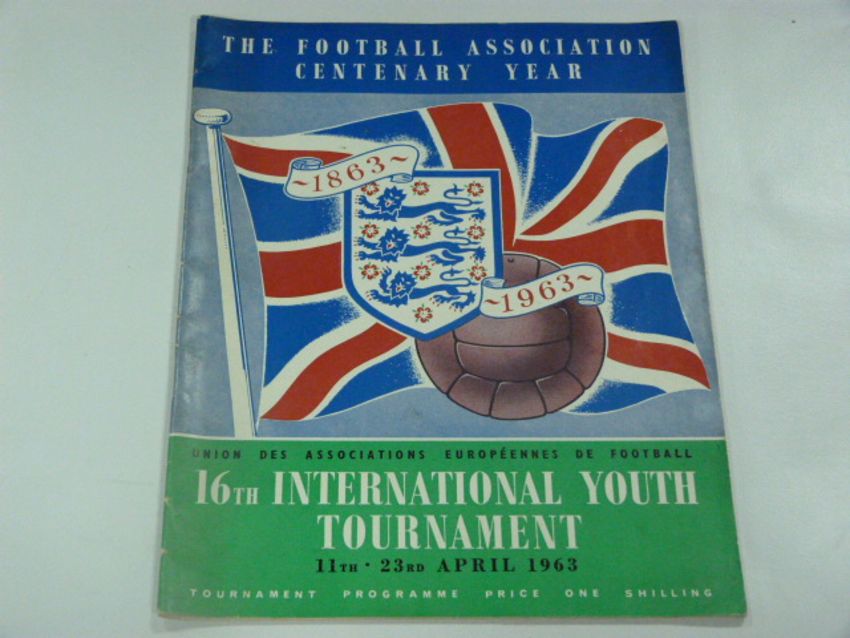 THE FOOTBALL ASSOCIATION
CENTENARY YEAR
~1863~
~1963~
UNION DES ASSOCIATIONS EUROPÉENNES DE FOOTBALL
16TH INTERNATIONAL YOUTH
TOURNAMENT
11TH · 23RD APRIL 1963
TOURNAMENT PROGRAMME PRICE ONE SHILLING